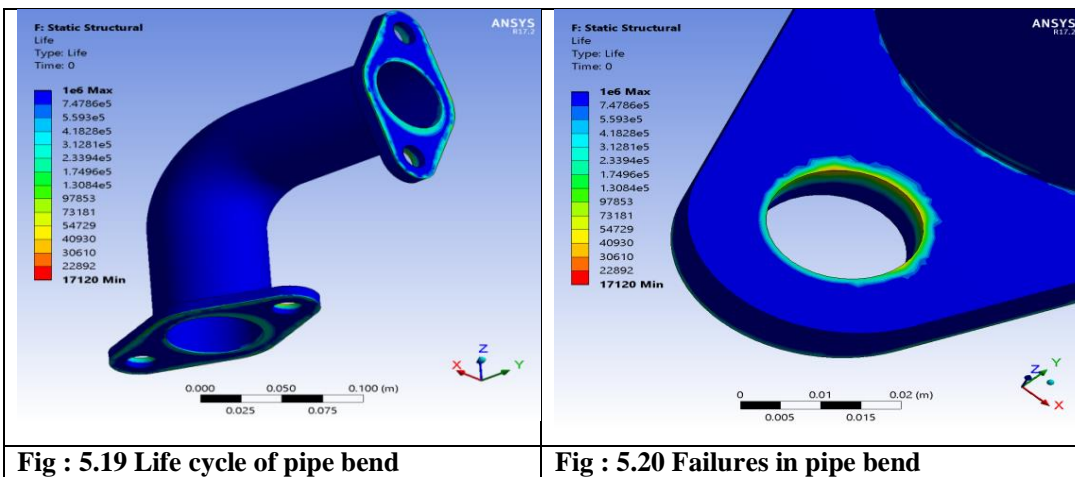 F: Static Structural
Life
Type: Life
Time: 0
ANSYS
R17.2
1e6 Max
7.4786e5
5.593e5
4.1828e5
3.1281e5
2.3394e5
1.7496e5
1.3084e5
97853
73181
54729
40930
30610
22892
17120 Min
Z
X
Y
0.000
0.050
0.100 (m)
0.025
0.075
Fig : 5.19 Life cycle of pipe bend
F: Static Structural
Life
Type: Life
Time: 0
ANSYS
R17.2
1e6 Max
7.4786e5
5.593e5
4.1828e5
3.1281e5
2.3394e5
1.7496e5
1.3084e5
97853
73181
54729
40930
30610
22892
17120 Min
Y
Z
X
0
0.01
0.02 (m)
0.005
0.015
Fig : 5.20 Failures in pipe bend